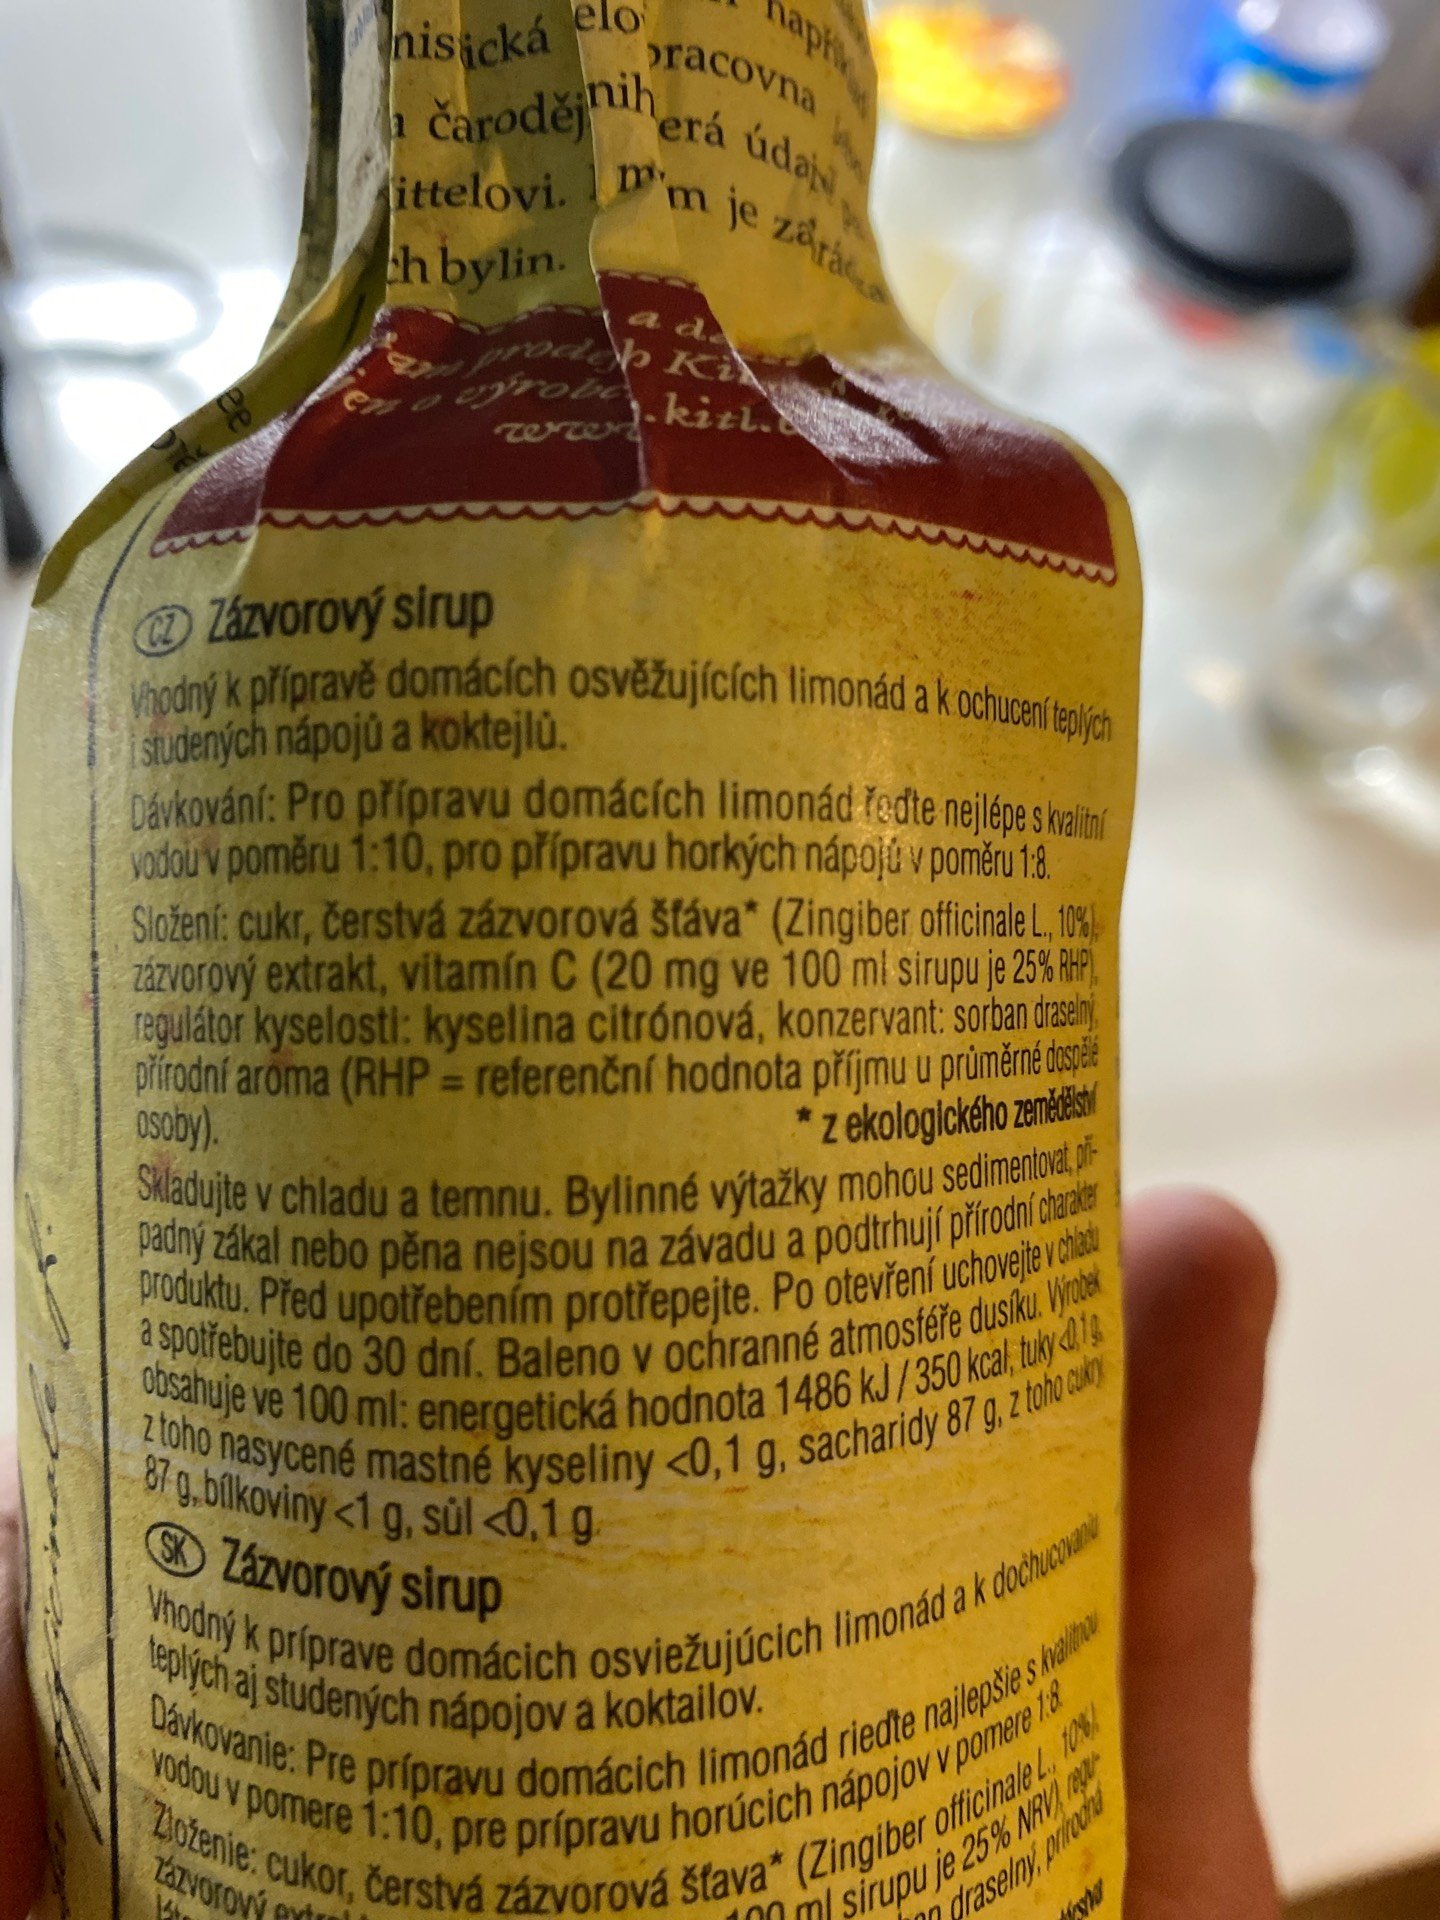 nisická
pracovna
čaroděj
ittelovi.
je
ch bylin.
www.kitl.
CZ Zázvorový sirup
Vhodný k přípravě domácích osvěžujících limonád a k ochucení teplých
i studených nápojů a koktejlů.
Dávkování: Pro přípravu domácích limonád řeďte nejlépe s kvalitní
vodou v poměru 1:10, pro přípravu horkých nápojů v poměru 1:8.
Složení: cukr, čerstvá zázvorová šťáva* (Zingiber officinale L., 10%),
zázvorový extrakt, vitamín C (20 mg ve 100 ml sirupu je 25% RHP),
regulátor kyselosti: kyselina citrónová, konzervant: sorban draselný,
přírodní aroma (RHP = referenční hodnota příjmu u průměrné dospělé
osoby). * z ekologického zemědělství
Skladujte v chladu a temnu. Bylinné výtažky mohou sedimentovat, pří-
padný zákal nebo pěna nejsou na závadu a podtrhují přírodní charakter
produktu. Před upotřebením protřepejte. Po otevření uchovejte v chladu
a spotřebujte do 30 dní. Baleno v ochranné atmosféře dusíku. Výrobek
obsahuje ve 100 ml: energetická hodnota 1486 kJ / 350 kcal, tuky <0,1 g,
z toho nasycené mastné kyseliny <0,1 g, sacharidy 87 g, z toho cukry
87 g, bílkoviny <1 g, sůl <0,1 g
SK Zázvorový sirup
Vhodný k príprave domácich osviežujúcich limonád a k dochucovaniu
teplých aj studených nápojov a koktailov.
Dávkovanie: Pre prípravu domácich limonád rieďte najlepšie s kvalitnou
vodou v pomere 1:10, pre prípravu horúcich nápojov v pomere 1:8.
Zloženie: cukor, čerstvá zázvorová šťava* (Zingiber officinale L., 10%),
zázvorový 100 ml sirupu je 25% NRV), regu-
draselný, prírodná